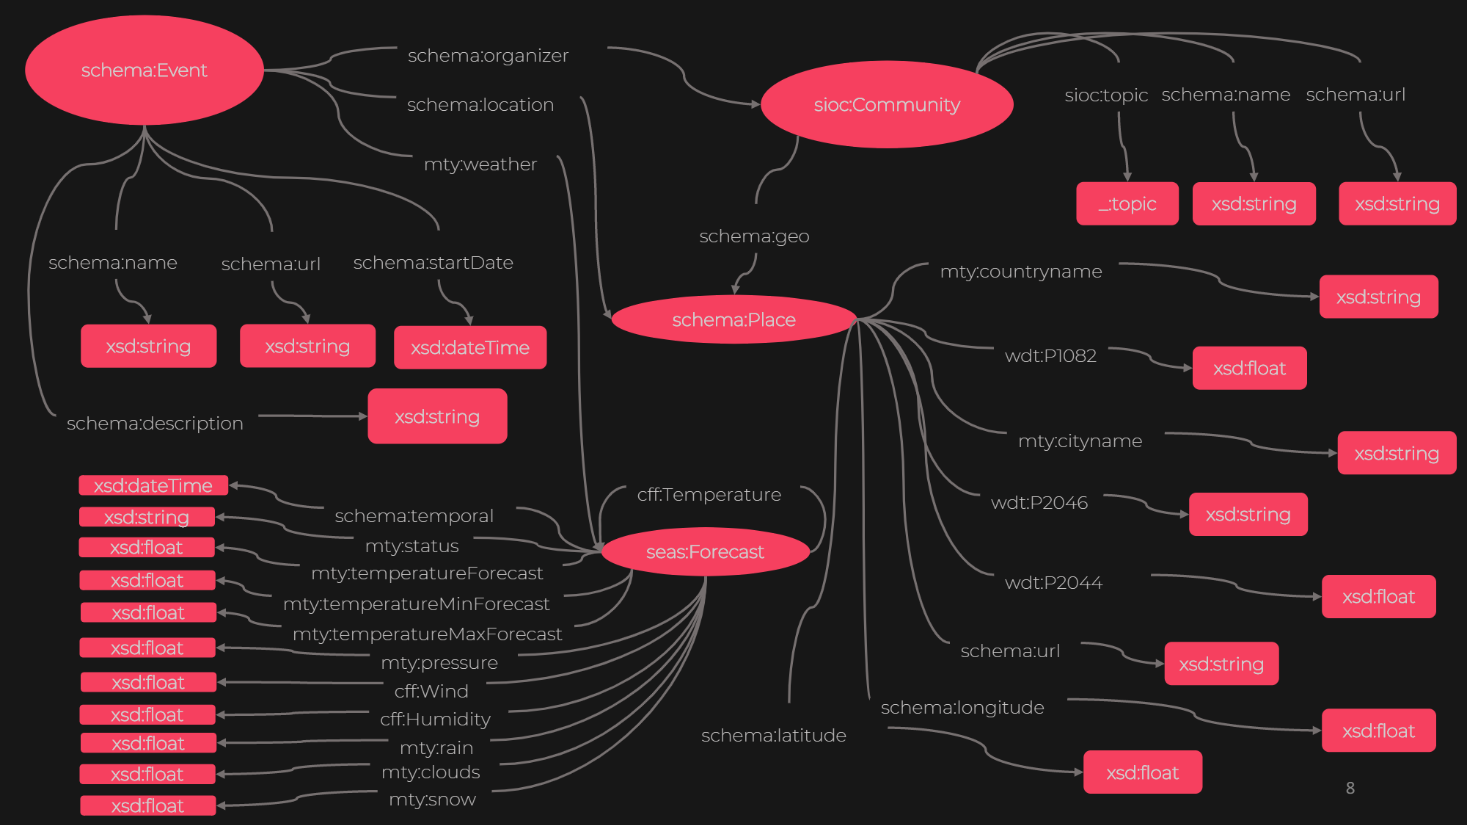 schema:Event
schema:organizer
schema:location
mty:weather
sioc:Community
sioc:topic
schema:name
schema:url
_:topic
xsd:string
xsd:string
schema:geo
schema:name
schema:url
schema:startDate
xsd:string
xsd:string
xsd:dateTime
schema:description
xsd:string
schema:Place
mty:countryname
xsd:string
wdt:P1082
xsd:float
mty:cityname
xsd:string
wdt:P2046
xsd:string
wdt:P2044
xsd:float
schema:url
xsd:string
schema:longitude
xsd:float
schema:latitude
xsd:float
cff:Temperature
seas:Forecast
xsd:dateTime
schema:temporal
xsd:string
mty:status
xsd:float
mty:temperatureForecast
xsd:float
mty:temperatureMinForecast
xsd:float
mty:temperatureMaxForecast
xsd:float
mty:pressure
xsd:float
cff:Wind
xsd:float
cff:Humidity
xsd:float
mty:rain
xsd:float
mty:clouds
xsd:float
mty:snow
8